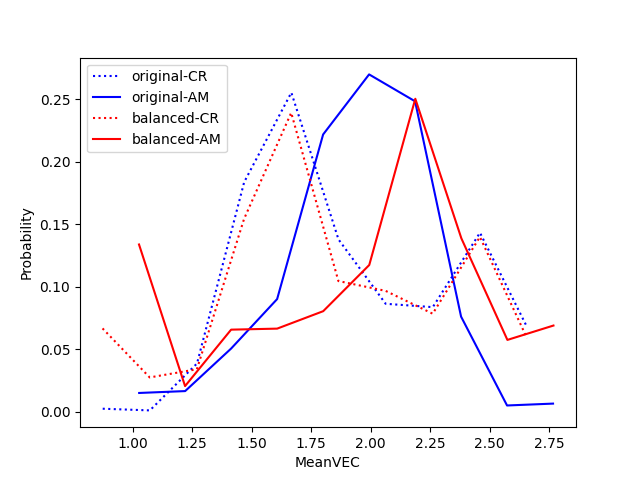 original-CR
original-AM
balanced-CR
balanced-AM
Probability
0.25
0.20
0.15
0.10
0.05
0.00
1.00 1.25 1.50 1.75 2.00 2.25 2.50 2.75
MeanVEC